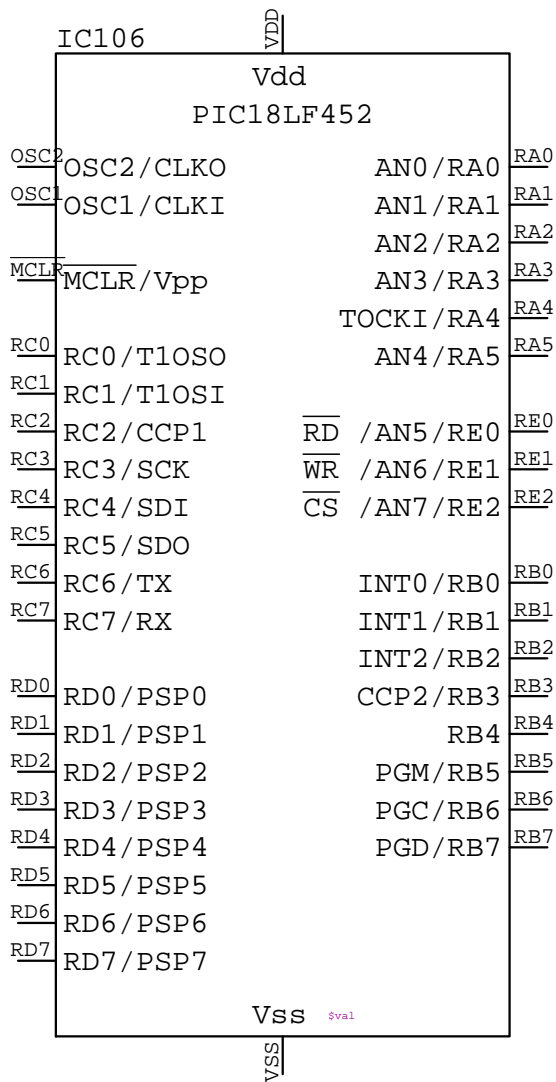 IC106
VDD
Vdd
PIC18LF452
OSC2 OSC2/CLKO AN0/RA0 RA0
OSC1 OSC1/CLKI AN1/RA1 RA1
AN2/RA2 RA2
MCLR MCLR/Vpp AN3/RA3 RA3
TOCKI/RA4 RA4
RC0 RC0/T1OSO AN4/RA5 RA5
RC1 RC1/T1OSI
RC2 RC2/CCP1 RD /AN5/RE0 RE0
RC3 RC3/SCK WR /AN6/RE1 RE1
RC4 RC4/SDI CS /AN7/RE2 RE2
RC5 RC5/SDO
RC6 RC6/TX INT0/RB0 RB0
RC7 RC7/RX INT1/RB1 RB1
INT2/RB2 RB2
RD0 RD0/PSP0 CCP2/RB3 RB3
RD1 RD1/PSP1 RB4 RB4
RD2 RD2/PSP2 PGM/RB5 RB5
RD3 RD3/PSP3 PGC/RB6 RB6
RD4 RD4/PSP4 PGD/RB7 RB7
RD5 RD5/PSP5
RD6 RD6/PSP6
RD7 RD7/PSP7
Vss $val
VSS